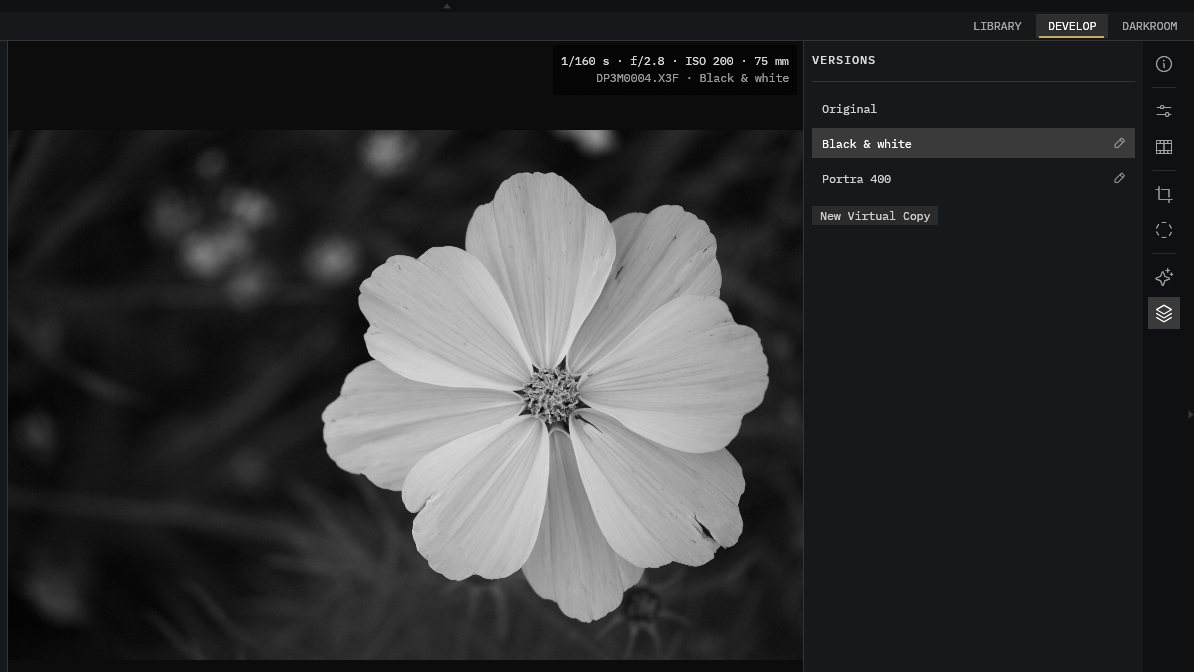 LIBRARY DEVELOP DARKROOM
1/160 s · f/2.8 · ISO 200 · 75 mm
DP3M0004.X3F · Black & white
VERSIONS
Original
Black & white
Portra 400
New Virtual Copy